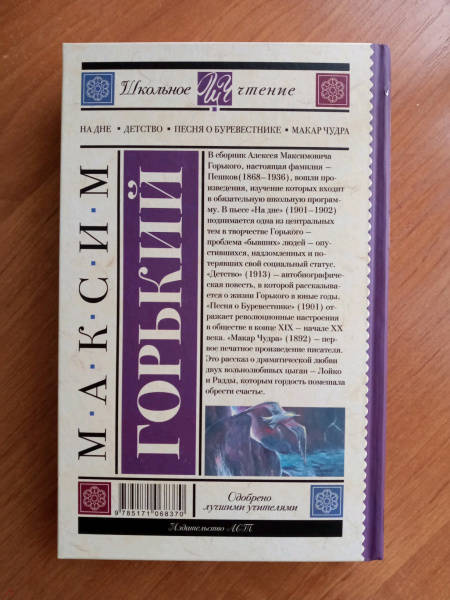 Школьное ШЧ чтение
НА ДНЕ • ДЕТСТВО • ПЕСНЯ О БУРЕВЕСТНИКЕ • МАКАР ЧУДРА
М·А·К·С·И·М
ГОРЬКИЙ
В сборник Алексея Максимовича
Горького, настоящая фамилия –
Пешков (1868–1936), вошли про-
изведения, изучение которых входит
в обязательную школьную програм-
му. В пьесе «На дне» (1901–1902)
поднимается одна из центральных
тем в творчестве Горького –
проблема «бывших» людей – опу-
стившихся, надломленных и по-
терявших свой социальный статус.
«Детство» (1913) – автобиографиче-
ская повесть, в которой рассказыва-
ется о жизни Горького в юные годы.
«Песня о Буревестнике» (1901) от-
ражает революционные настроения
в обществе в конце XIX – начале XX
века. «Макар Чудра» (1892) – пер-
вое печатное произведение писателя.
Это рассказ о драматической любви
двух вольнолюбивых цыган – Лойко
и Радды, которым гордость помешала
обрести счастье.
9 785171 068370
Одобрено
лучшими учителями
Издательство АСТ